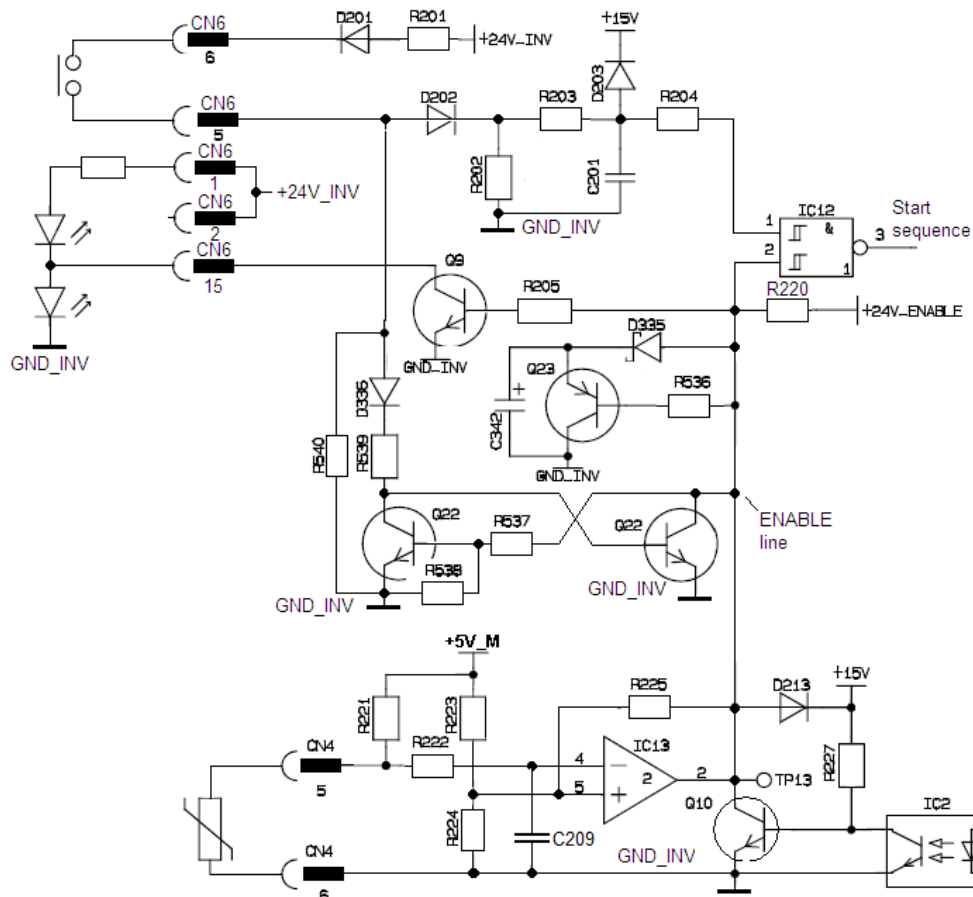 CN6
6
D201
R201
+24V_INV
+15V
CN6
5
D202
R203
D203
R204
CN6
1
CN6
2
+24V_INV
R202
C201
GND_INV
IC12
1
2
&
1
3
Start
sequence
CN6
15
Q9
R205
R220
+24V_ENABLE
GND_INV
GND_INV
D335
Q23
R536
C342
+
GND_INV
D336
R540
R539
Q22
R537
Q22
ENABLE
line
R538
GND_INV
GND_INV
+5V_M
R221
R223
R225
D213
+15V
CN4
5
R222
IC13
4
−
5
+
2
2
TP13
R227
R224
C209
Q10
IC2
GND_INV
CN4
6